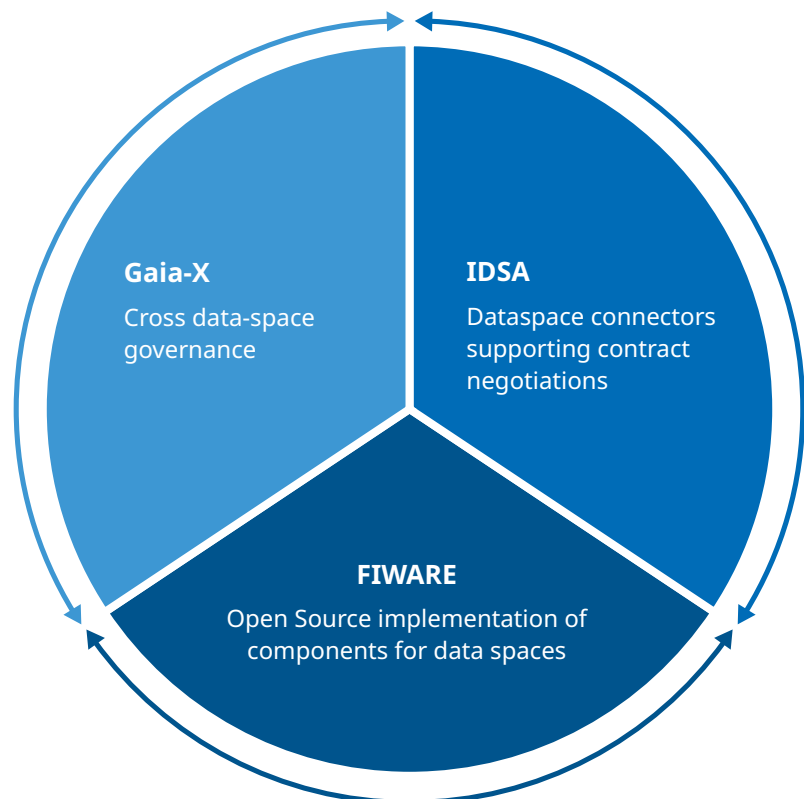 Gaia-X
Cross data-space
governance
IDSA
Dataspace connectors
supporting contract
negotiations
FIWARE
Open Source implementation of
components for data spaces